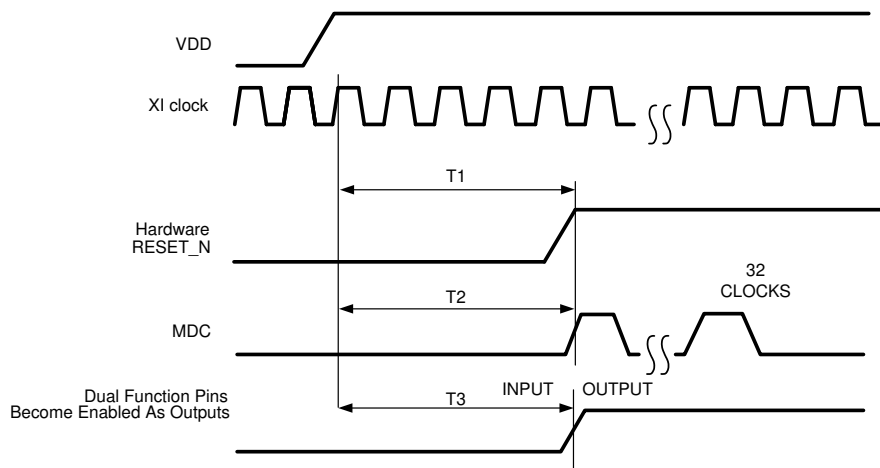 VDD
XI clock
T1
Hardware
RESET_N
32
CLOCKS
T2
MDC
Dual Function Pins
Become Enabled As Outputs
T3
INPUT
OUTPUT